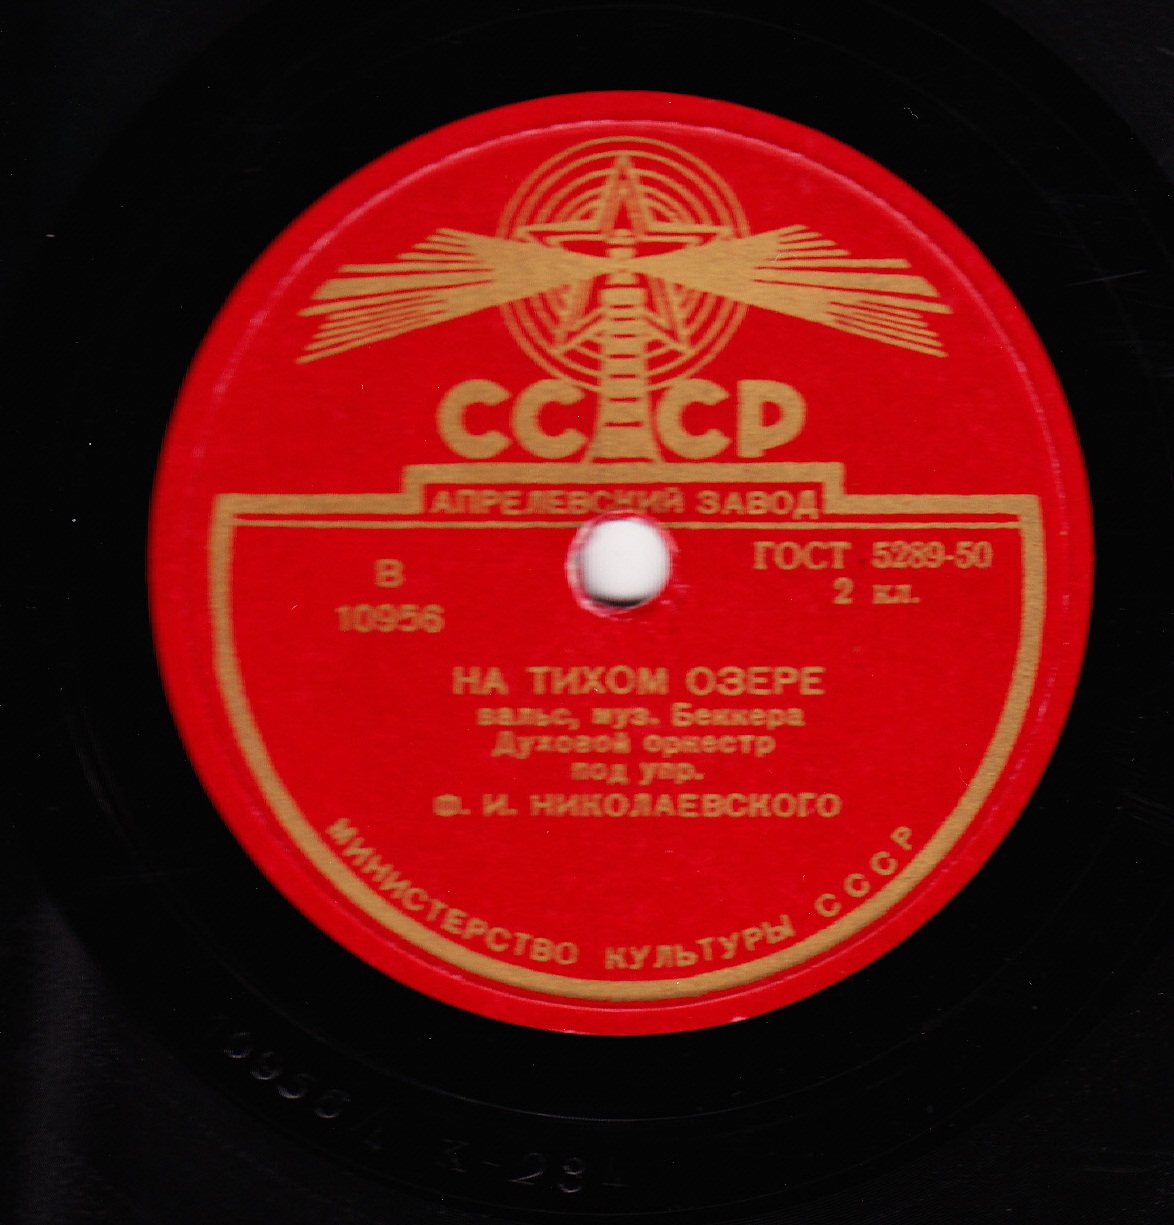 СССР
АПРЕЛЕВСКИЙ ЗАВОД
В
10956
ГОСТ 5289-50
2 кл.
НА ТИХОМ ОЗЕРЕ
вальс, муз. Беккера
Духовой оркестр
под упр.
Ф. И. НИКОЛАЕВСКОГО
МИНИСТЕРСТВО КУЛЬТУРЫ СССР